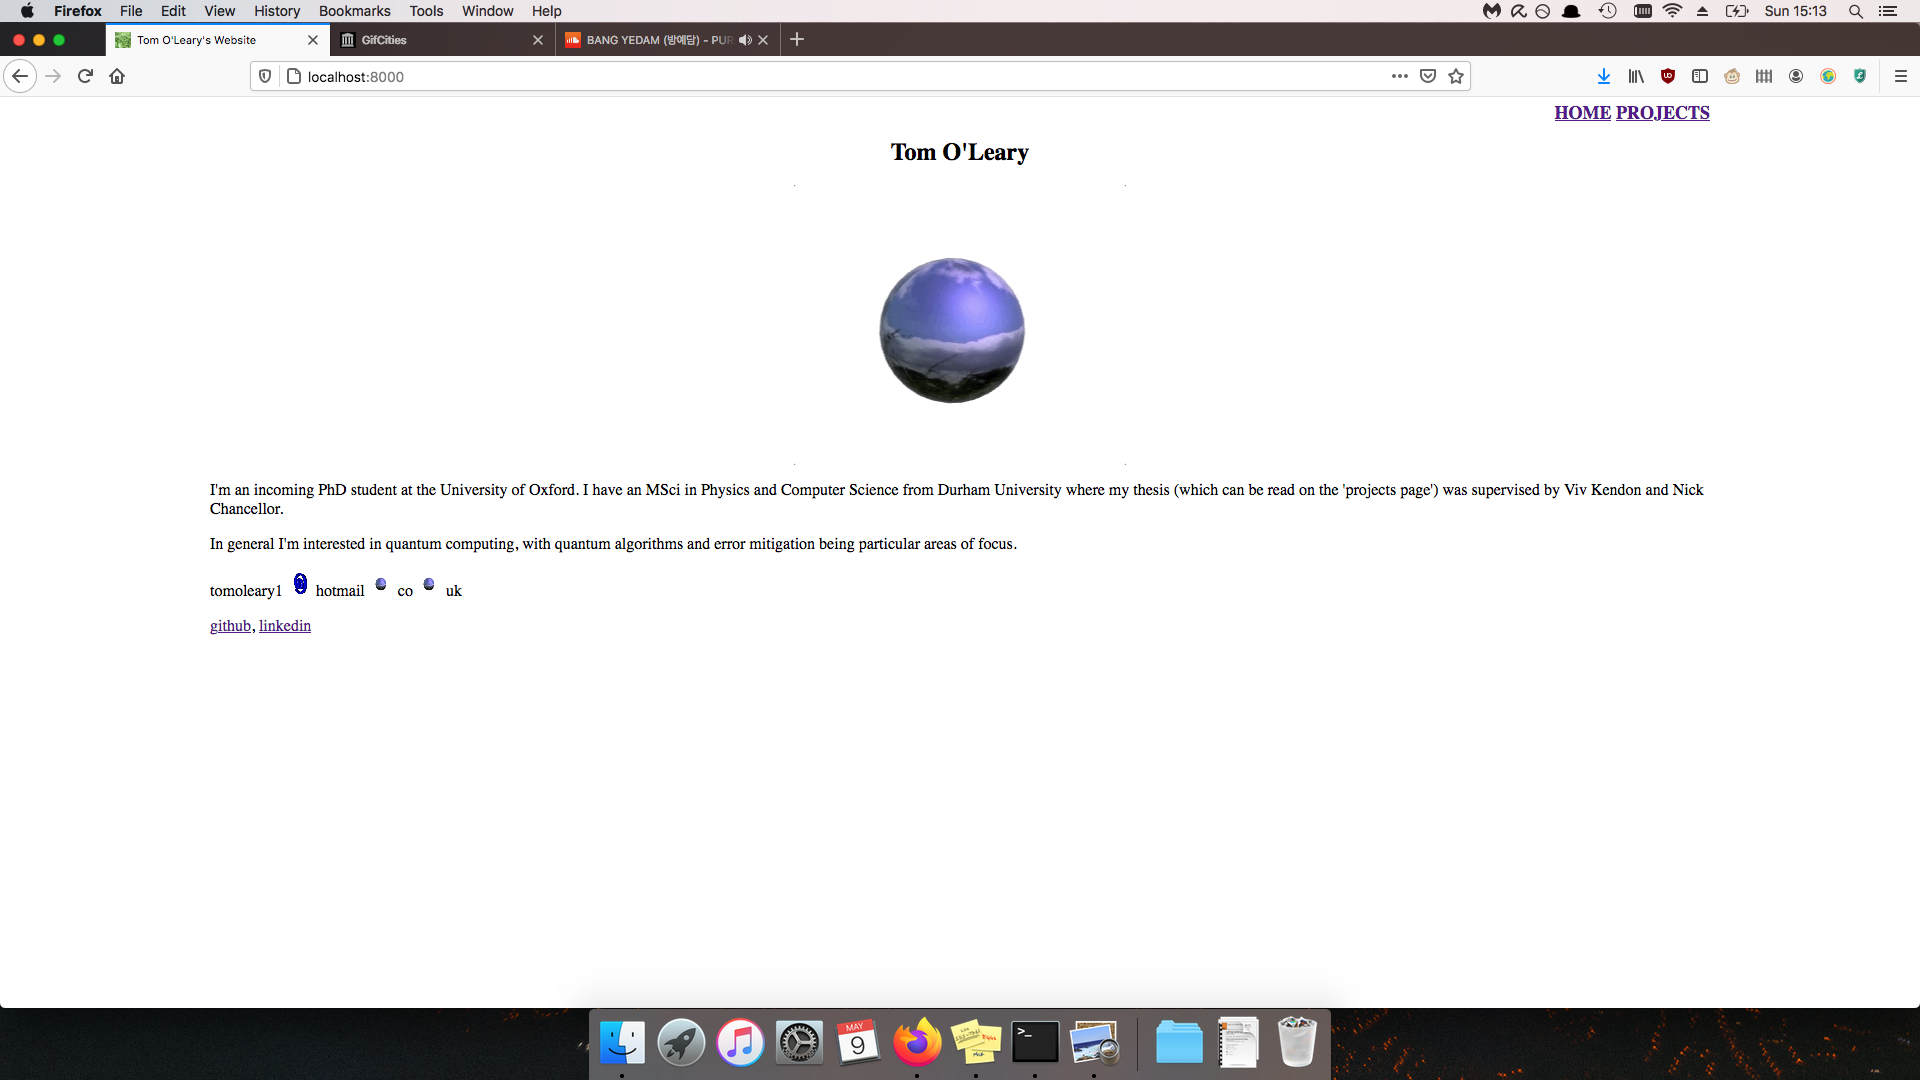 Firefox File Edit View History Bookmarks Tools Window Help Sun 15:13
Tom O'Leary's Website GifCities BANG YEDAM (방예담) - PUR
localhost:8000
HOME PROJECTS
Tom O'Leary
I'm an incoming PhD student at the University of Oxford. I have an MSci in Physics and Computer Science from Durham University where my thesis (which can be read on the 'projects page') was supervised by Viv Kendon and Nick
Chancellor.
In general I'm interested in quantum computing, with quantum algorithms and error mitigation being particular areas of focus.
tomoleary1 @ hotmail co uk
github, linkedin
MAY
9
>_